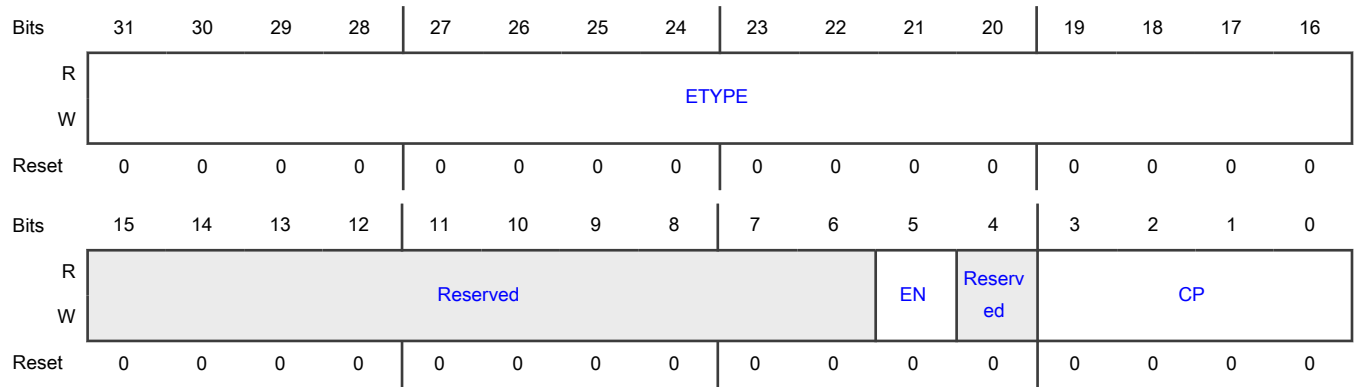 Bits 31 30 29 28 27 26 25 24 23 22 21 20 19 18 17 16
R
ETYPE
W
Reset 0 0 0 0 0 0 0 0 0 0 0 0 0 0 0 0
Bits 15 14 13 12 11 10 9 8 7 6 5 4 3 2 1 0
R
Reserved EN Reserv
ed CP
W
Reset 0 0 0 0 0 0 0 0 0 0 0 0 0 0 0 0